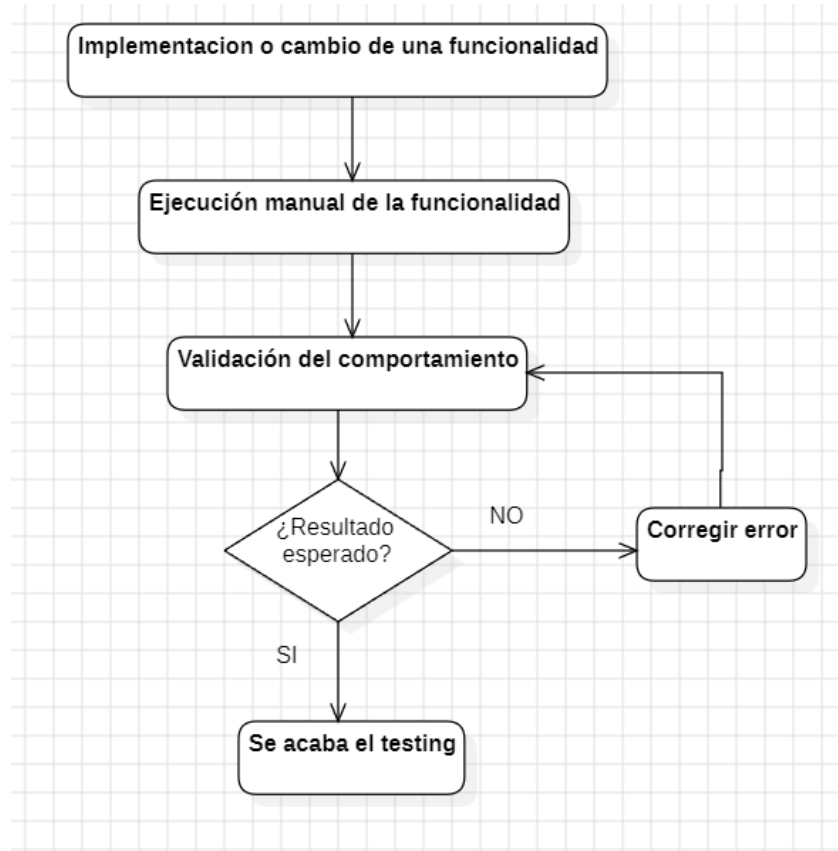 Implementacion o cambio de una funcionalidad
Ejecución manual de la funcionalidad
Validación del comportamiento
¿Resultado
esperado?
NO
Corregir error
SI
Se acaba el testing